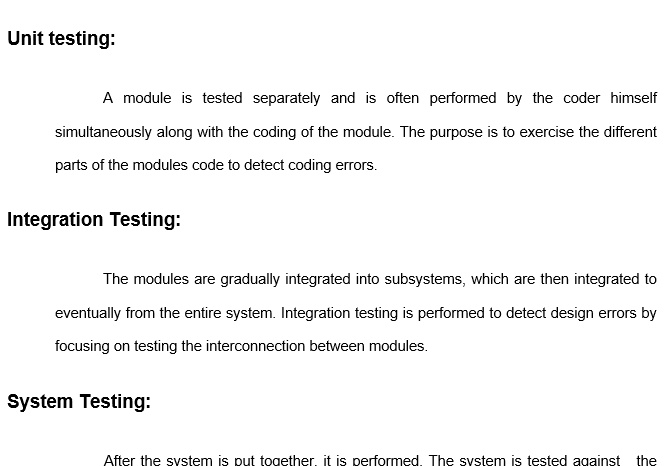 Unit testing:
A module is tested separately and is often performed by the coder himself
simultaneously along with the coding of the module. The purpose is to exercise the different
parts of the modules code to detect coding errors.
Integration Testing:
The modules are gradually integrated into subsystems, which are then integrated to
eventually from the entire system. Integration testing is performed to detect design errors by
focusing on testing the interconnection between modules.
System Testing:
After the system is put together, it is performed. The system is tested against the